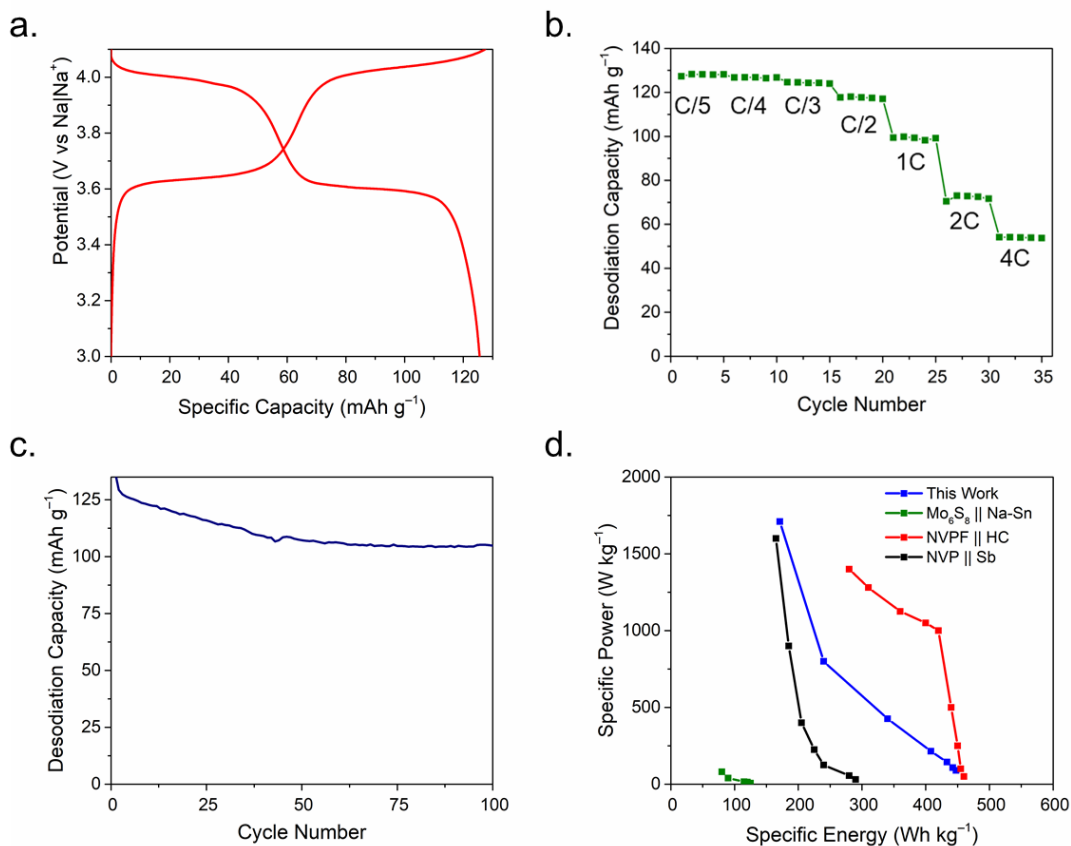 a.
4.0
3.8
3.6
3.4
3.2
3.0
Potential (V vs Na|Na⁺)
0
20
40
60
80
100
120
Specific Capacity (mAh g⁻¹)
b.
140
120
100
80
60
40
20
0
Desodiation Capacity (mAh g⁻¹)
C/5
C/4
C/3
C/2
1C
2C
4C
0
5
10
15
20
25
30
35
Cycle Number
c.
125
100
75
50
25
0
Desodiation Capacity (mAh g⁻¹)
0
25
50
75
100
Cycle Number
d.
2000
1500
1000
500
0
Specific Power (W kg⁻¹)
This Work
Mo₆S₈ || Na-Sn
NVPF || HC
NVP || Sb
0
100
200
300
400
500
600
Specific Energy (Wh kg⁻¹)